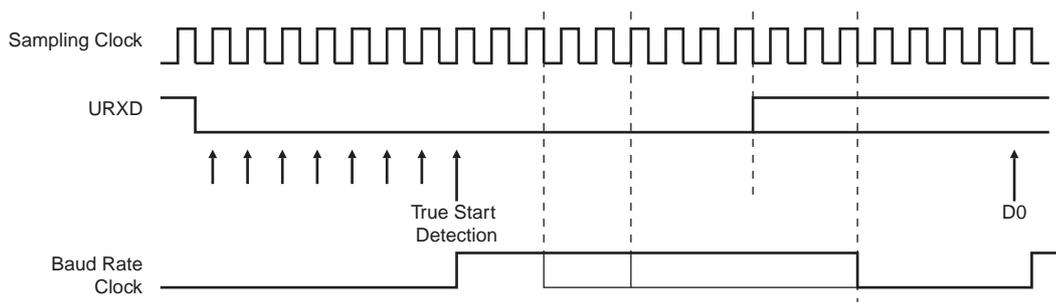 Sampling Clock
URXD
True Start
Detection
D0
Baud Rate
Clock